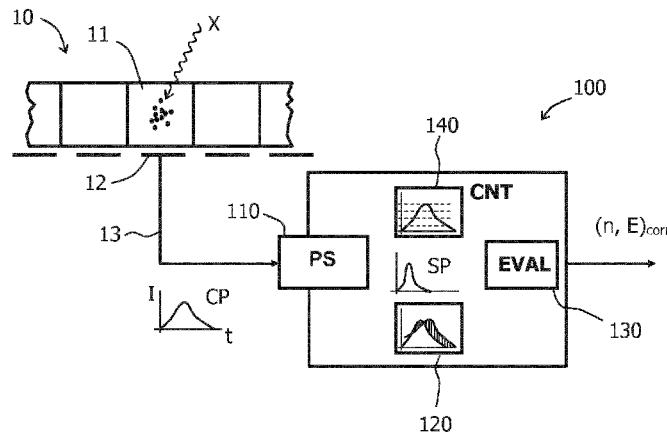 10
11
X
100
140
12
110
CNT
13
PS
SP
EVAL
(n, E)corr
I
CP
t
130
120